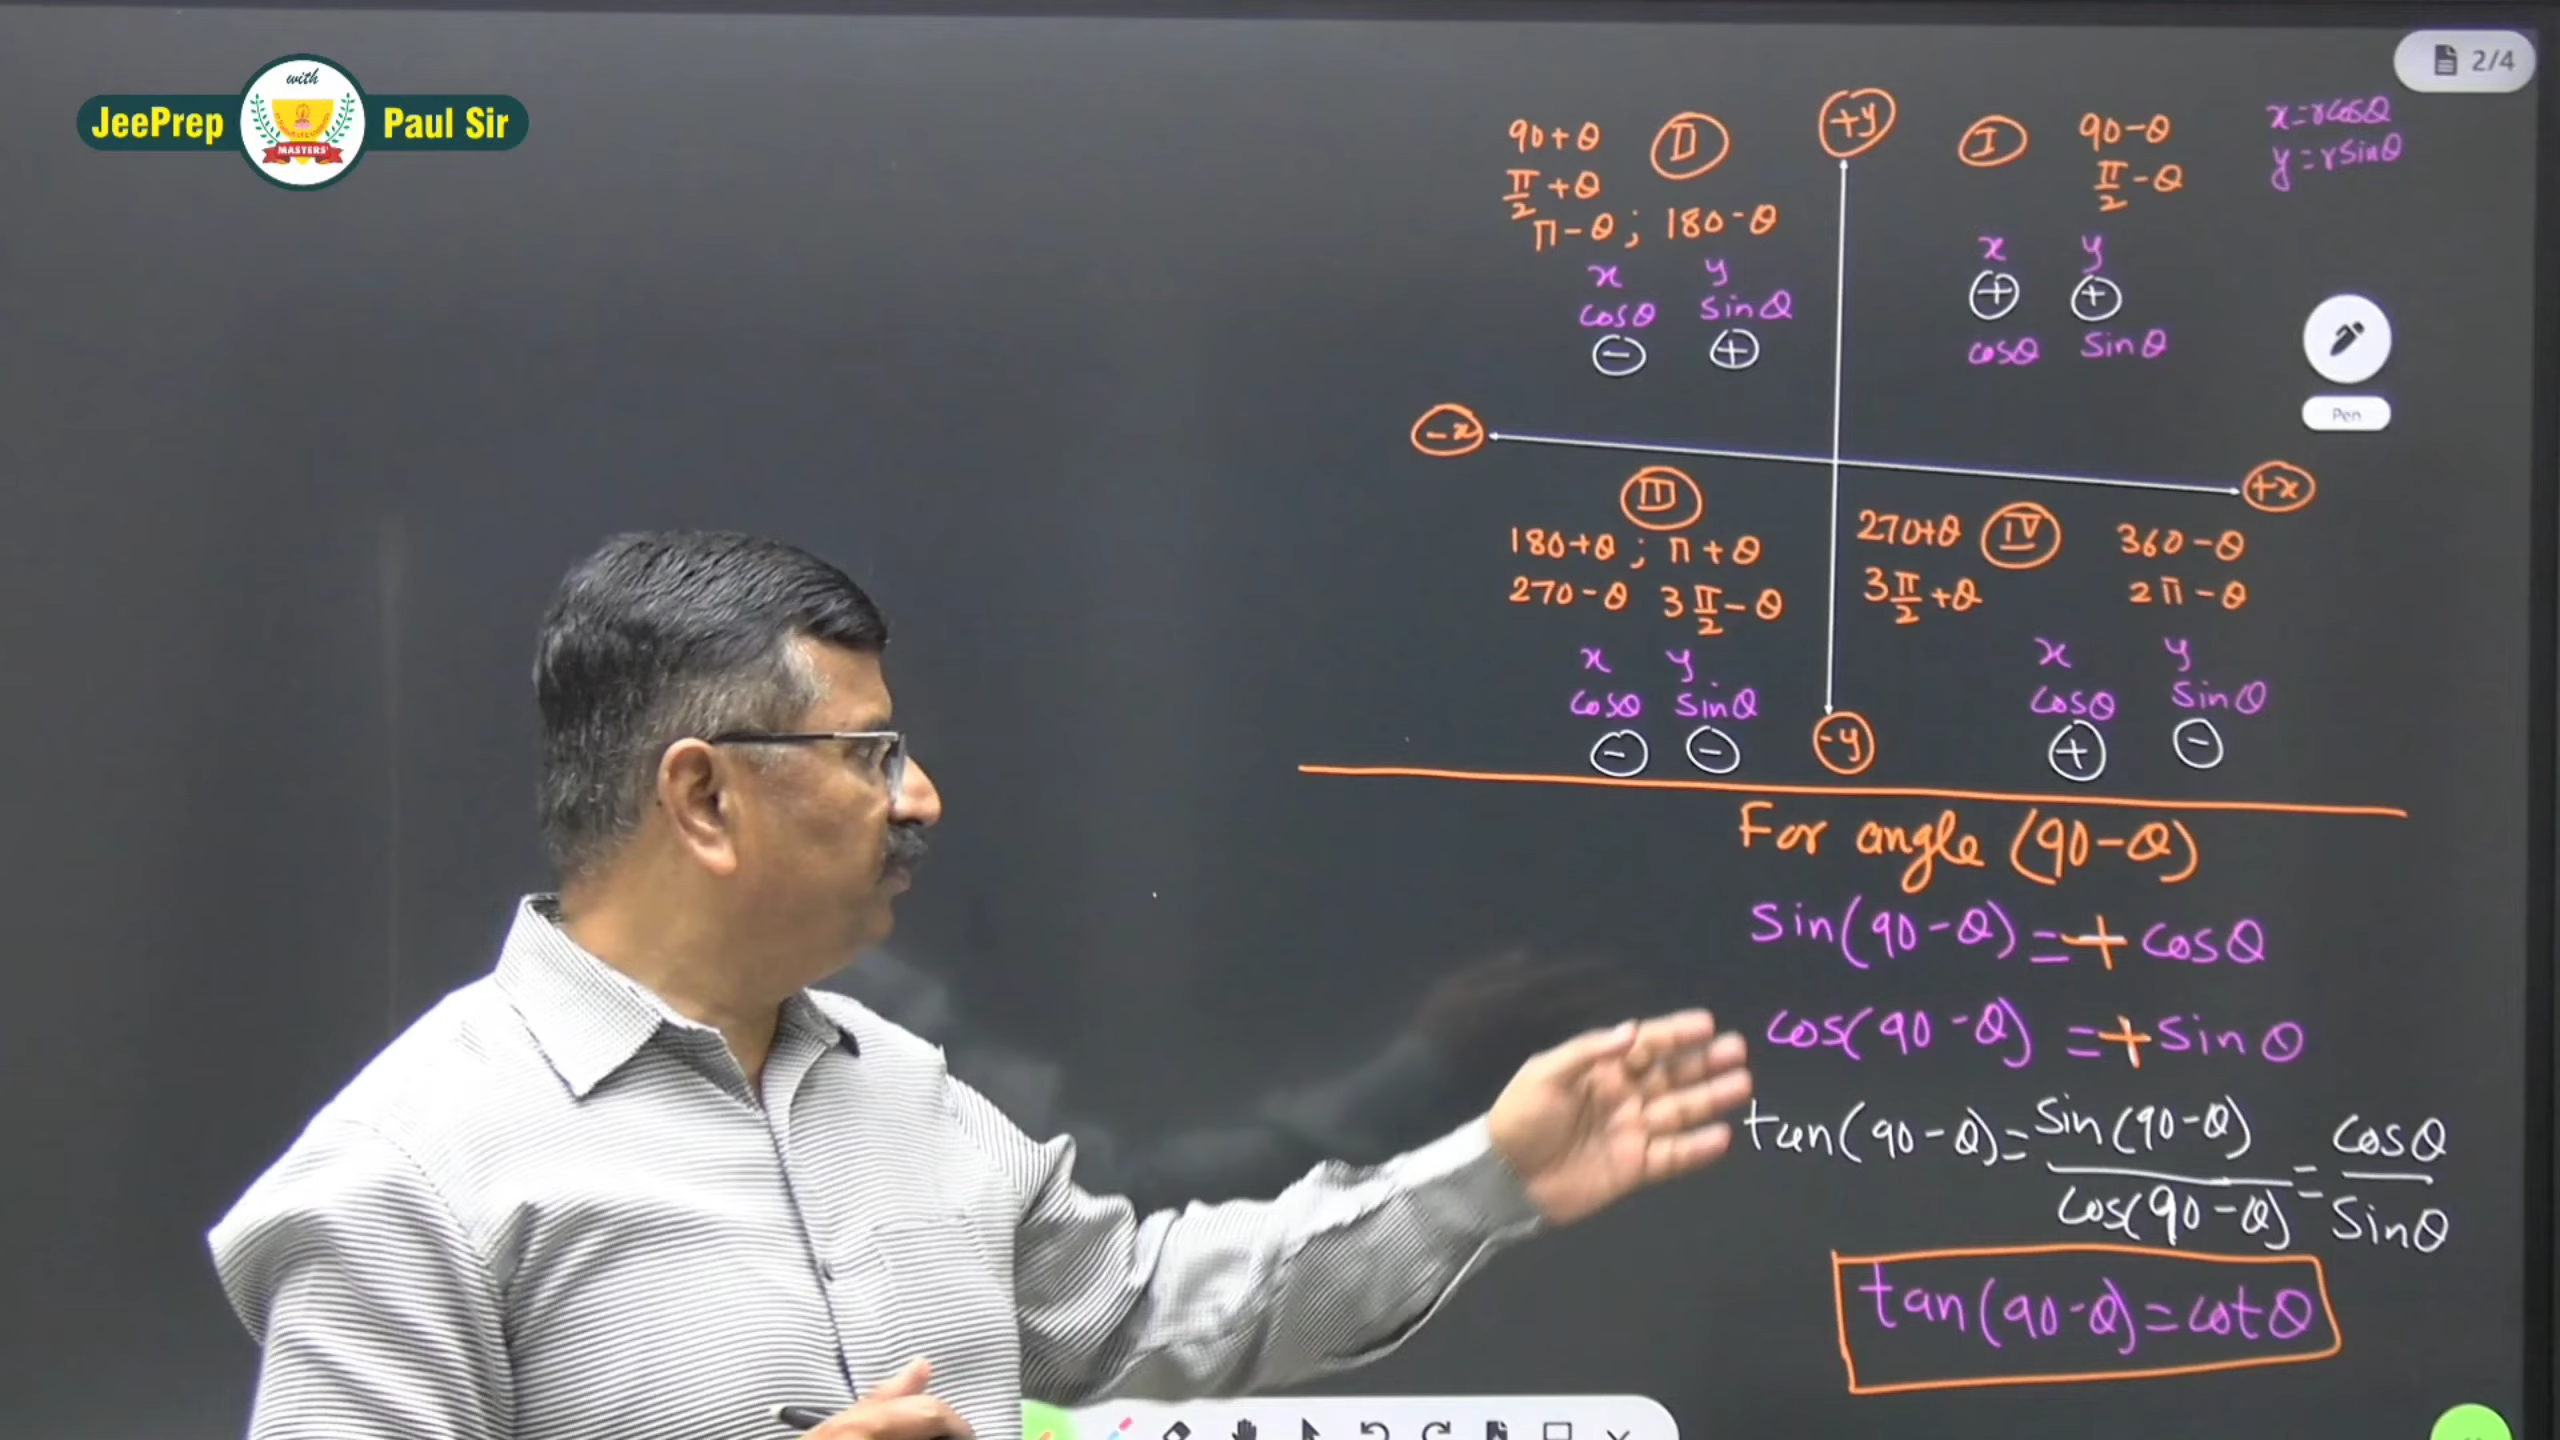 with
JeePrep Paul Sir
MASTERS'
2/4
+y
90+θ II
π/2+θ
π-θ ; 180-θ
x y
cosθ sinθ
- +
I 90-θ
π/2-θ
x y
+ +
cosθ sinθ
x=rcosθ
y=rsinθ
Pen
-x
+x
III
180+θ ; π+θ
270-θ 3π/2-θ
x y
cosθ sinθ
- -
270+θ IV 360-θ
3π/2+θ 2π-θ
x y
cosθ sinθ
+ -
-y
For angle (90-θ)
sin(90-θ)=+cosθ
cos(90-θ)=+sinθ
tan(90-θ)=sin(90-θ)/cos(90-θ)=cosθ/sinθ
tan(90-θ)=cotθ